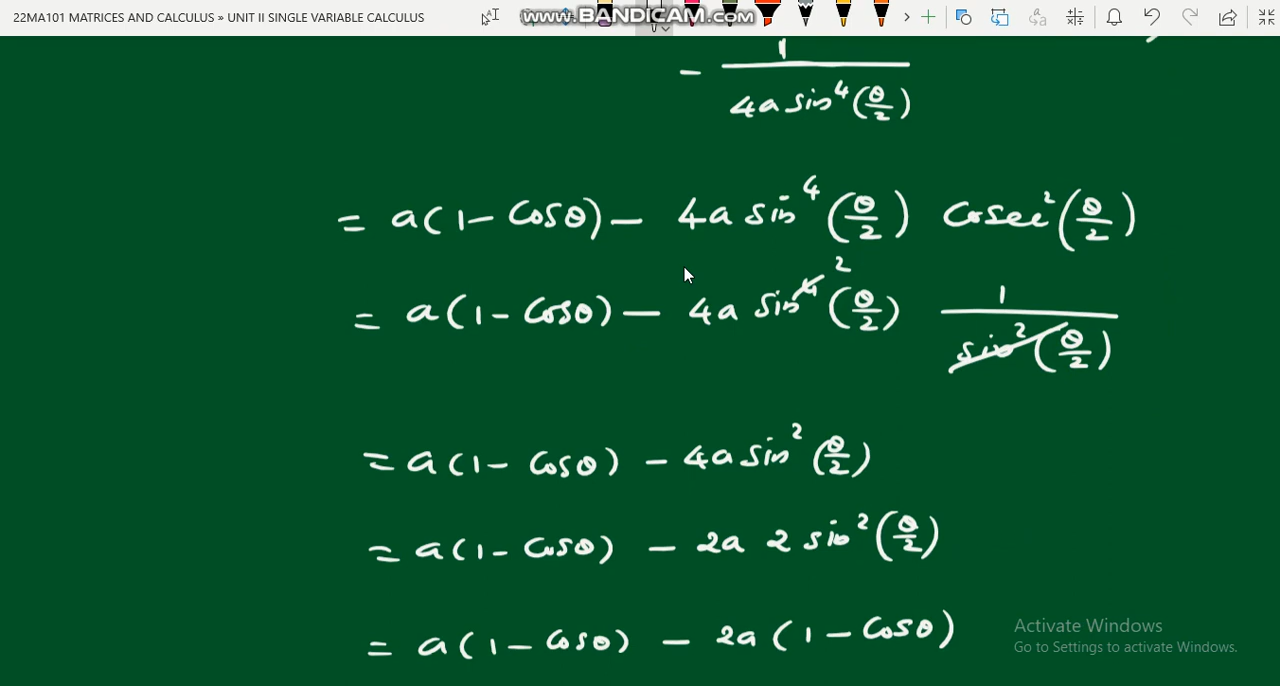 22MA101 MATRICES AND CALCULUS » UNIT II SINGLE VARIABLE CALCULUS
www.BANDICAM.com
- 1 / 4a sin⁴(θ/2)
= a(1 - cosθ) - 4a sin⁴(θ/2) cosec²(θ/2)
= a(1 - cosθ) - 4a sin⁴ ²(θ/2) 1 / sin²(θ/2)
= a(1 - cosθ) - 4a sin²(θ/2)
= a(1 - cosθ) - 2a 2 sin²(θ/2)
= a(1 - cosθ) - 2a(1 - cosθ)
Activate Windows
Go to Settings to activate Windows.